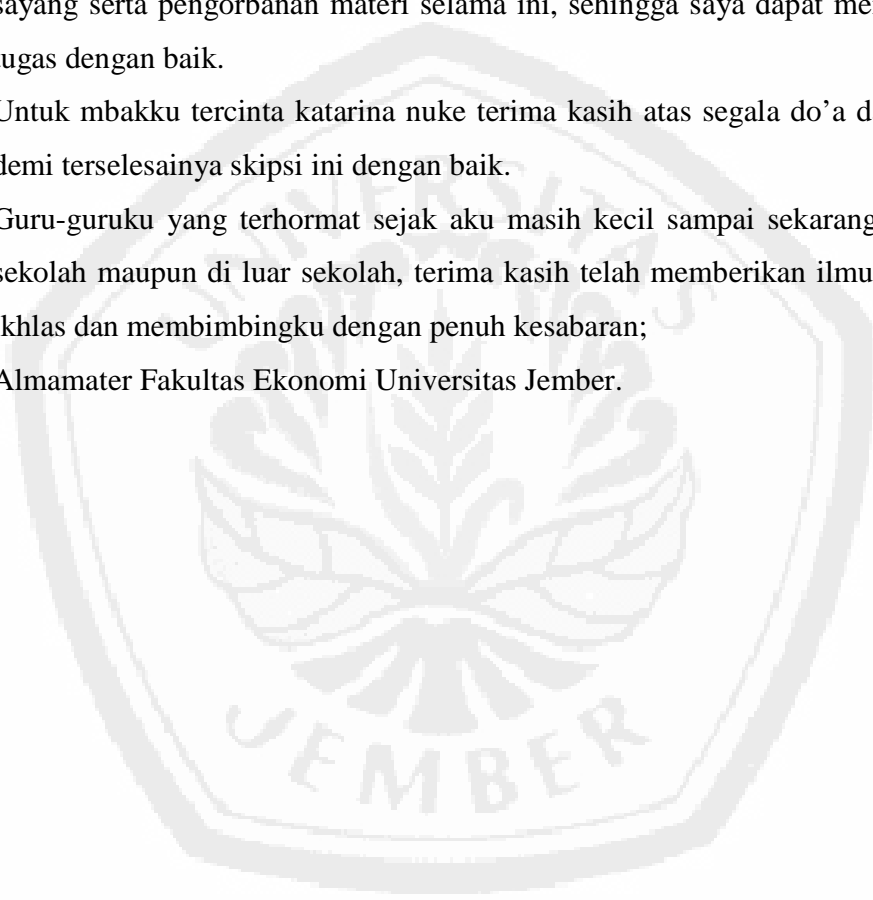 sayang serta pengorbanan materi selama ini, sehingga saya dapat
tugas dengan baik.
Untuk mbakku tercinta katarina nuke terima kasih atas segala do’a
demi terselesainya skipsi ini dengan baik.
Guru-guruku yang terhormat sejak aku masih kecil sampai sekarang
sekolah maupun di luar sekolah, terima kasih telah memberikan ilmu
ikhlas dan membimbingku dengan penuh kesabaran;
Almamater Fakultas Ekonomi Universitas Jember.
UNIVERSITAS
JEMBER